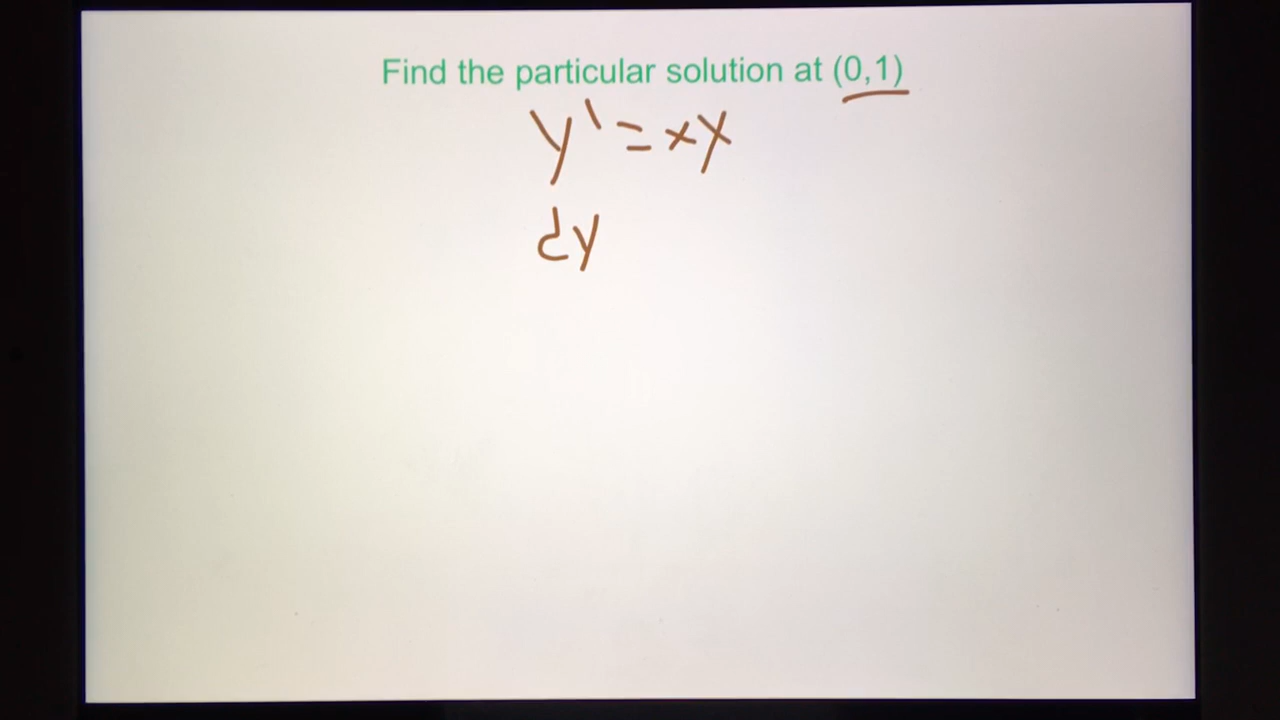 Find the particular solution at (0,1)
y' = xy
dy